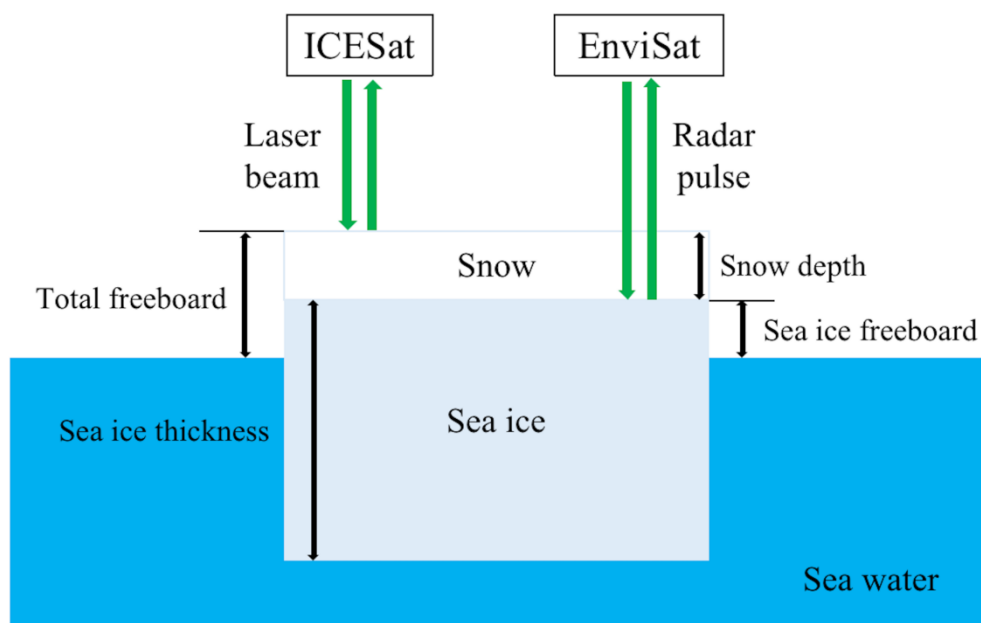 ICESat
EnviSat
Laser
beam
Radar
pulse
Snow
Snow depth
Total freeboard
Sea ice freeboard
Sea ice thickness
Sea ice
Sea water